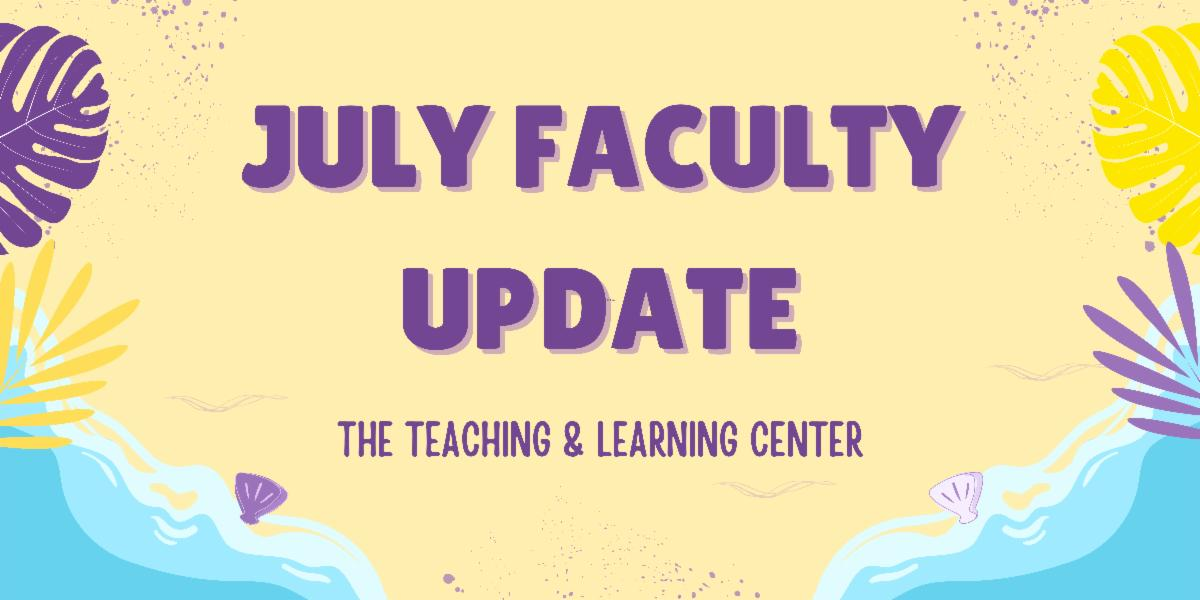 JULY FACULTY
UPDATE
THE TEACHING & LEARNING CENTER